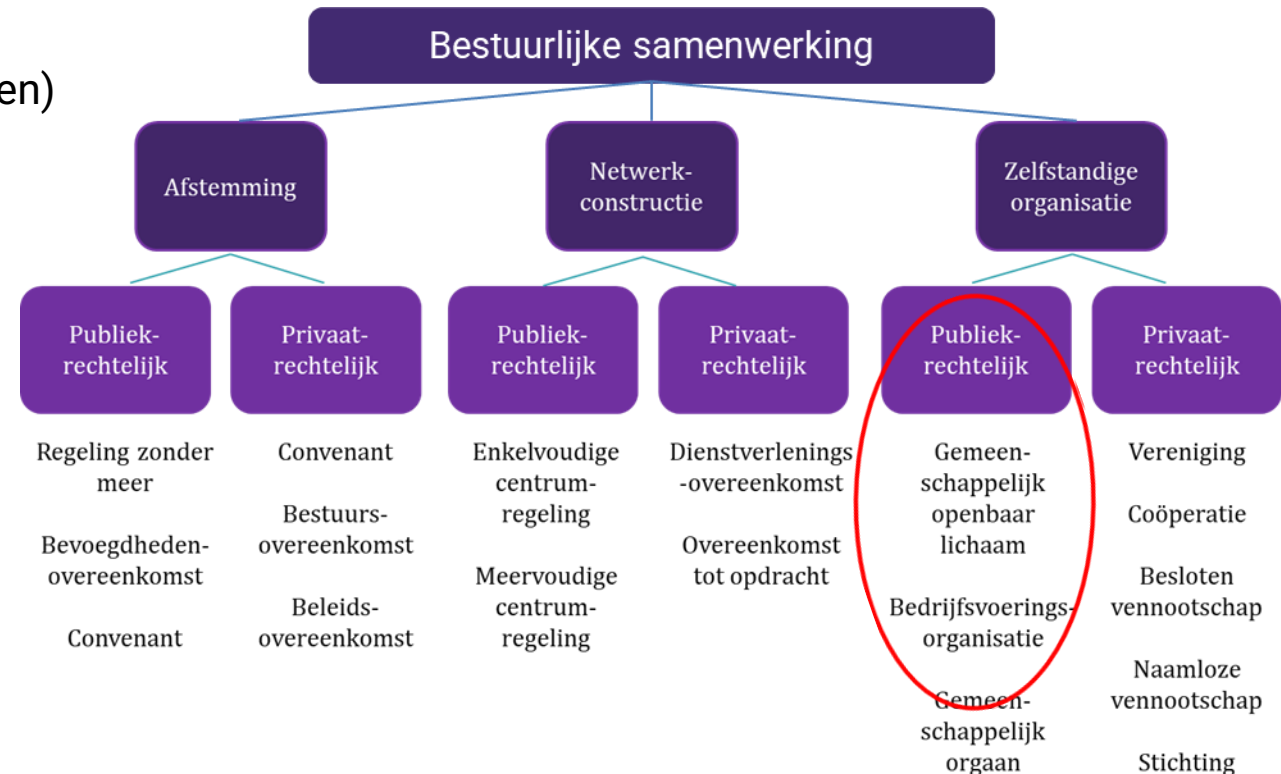 Bestuurlijke samenwerking
en)
Afstemming
Netwerk-
constructie
Zelfstandige
organisatie
Publiek-
rechtelijk
Privaat-
rechtelijk
Publiek-
rechtelijk
Privaat-
rechtelijk
Publiek-
rechtelijk
Privaat-
rechtelijk
Regeling zonder
meer
Bevoegdheden-
overeenkomst
Convenant
Convenant
Bestuurs-
overeenkomst
Beleids-
overeenkomst
Enkelvoudige
centrum-
regeling
Meervoudige
centrum-
regeling
Dienstverlenings
-overeenkomst
Overeenkomst
tot opdracht
Gemeen-
schappelijk
openbaar
lichaam
Bedrijfsvoerings-
organisatie
Gemeen-
schappelijk
orgaan
Vereniging
Coöperatie
Besloten
vennootschap
Naamloze
vennootschap
Stichting